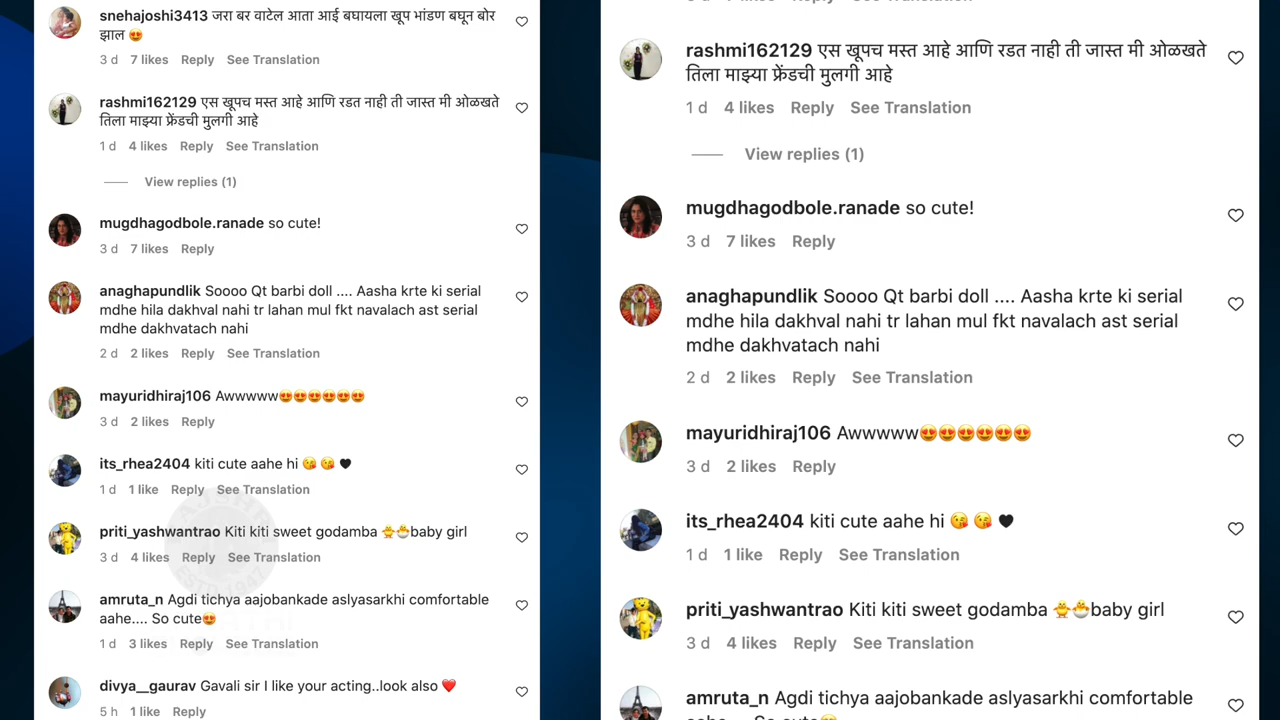 snehajoshi3413 जरा बर वाटेल आता आई बघायला खूप भांडण बघून बोर
झाल 😍
3 d 7 likes Reply See Translation
rashmi162129 एस खूपच मस्त आहे आणि रडत नाही ती जास्त मी ओळखते
तिला माझ्या फ्रेंडची मुलगी आहे
1 d 4 likes Reply See Translation
View replies (1)
mugdhagodbole.ranade so cute!
3 d 7 likes Reply
anaghapundlik Soooo Qt barbi doll .... Aasha krte ki serial
mdhe hila dakhval nahi tr lahan mul fkt navalach ast serial
mdhe dakhvatach nahi
2 d 2 likes Reply See Translation
mayuridhiraj106 Awwwww😍😍😍😍😍😍
3 d 2 likes Reply
its_rhea2404 kiti cute aahe hi 😘 😘 🖤
1 d 1 like Reply See Translation
priti_yashwantrao Kiti kiti sweet godamba 🐥🐣baby girl
3 d 4 likes Reply See Translation
amruta_n Agdi tichya aajobankade aslyasarkhi comfortable
aahe.... So cute😍
1 d 3 likes Reply See Translation
divya__gaurav Gavali sir I like your acting..look also ❤️
5 h 1 like Reply
rashmi162129 एस खूपच मस्त आहे आणि रडत नाही ती जास्त मी ओळखते
तिला माझ्या फ्रेंडची मुलगी आहे
1 d 4 likes Reply See Translation
View replies (1)
mugdhagodbole.ranade so cute!
3 d 7 likes Reply
anaghapundlik Soooo Qt barbi doll .... Aasha krte ki serial
mdhe hila dakhval nahi tr lahan mul fkt navalach ast serial
mdhe dakhvatach nahi
2 d 2 likes Reply See Translation
mayuridhiraj106 Awwwww😍😍😍😍😍😍
3 d 2 likes Reply
its_rhea2404 kiti cute aahe hi 😘 😘 🖤
1 d 1 like Reply See Translation
priti_yashwantrao Kiti kiti sweet godamba 🐥🐣baby girl
3 d 4 likes Reply See Translation
amruta_n Agdi tichya aajobankade aslyasarkhi comfortable